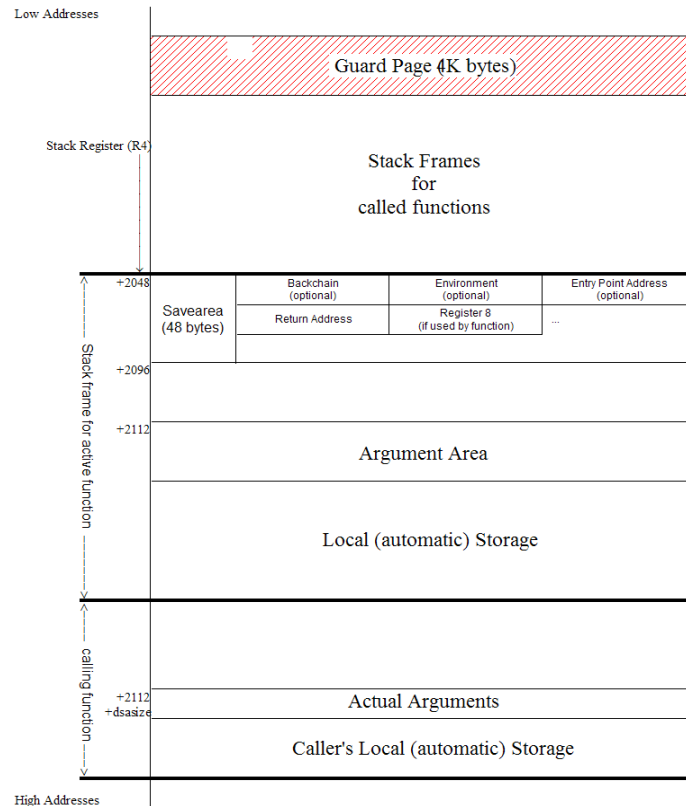 Low Addresses
Guard Page (4K bytes)
Stack Register (R4)
Stack Frames
for
called functions
+2048
Savearea
(48 bytes)
Backchain
(optional)
Environment
(optional)
Entry Point Address
(optional)
Return Address
Register 8
(if used by function)
...
+2096
+2112
Argument Area
Stack frame for active function
Local (automatic) Storage
calling function
+2112
+dsasize
Actual Arguments
Caller's Local (automatic) Storage
High Addresses